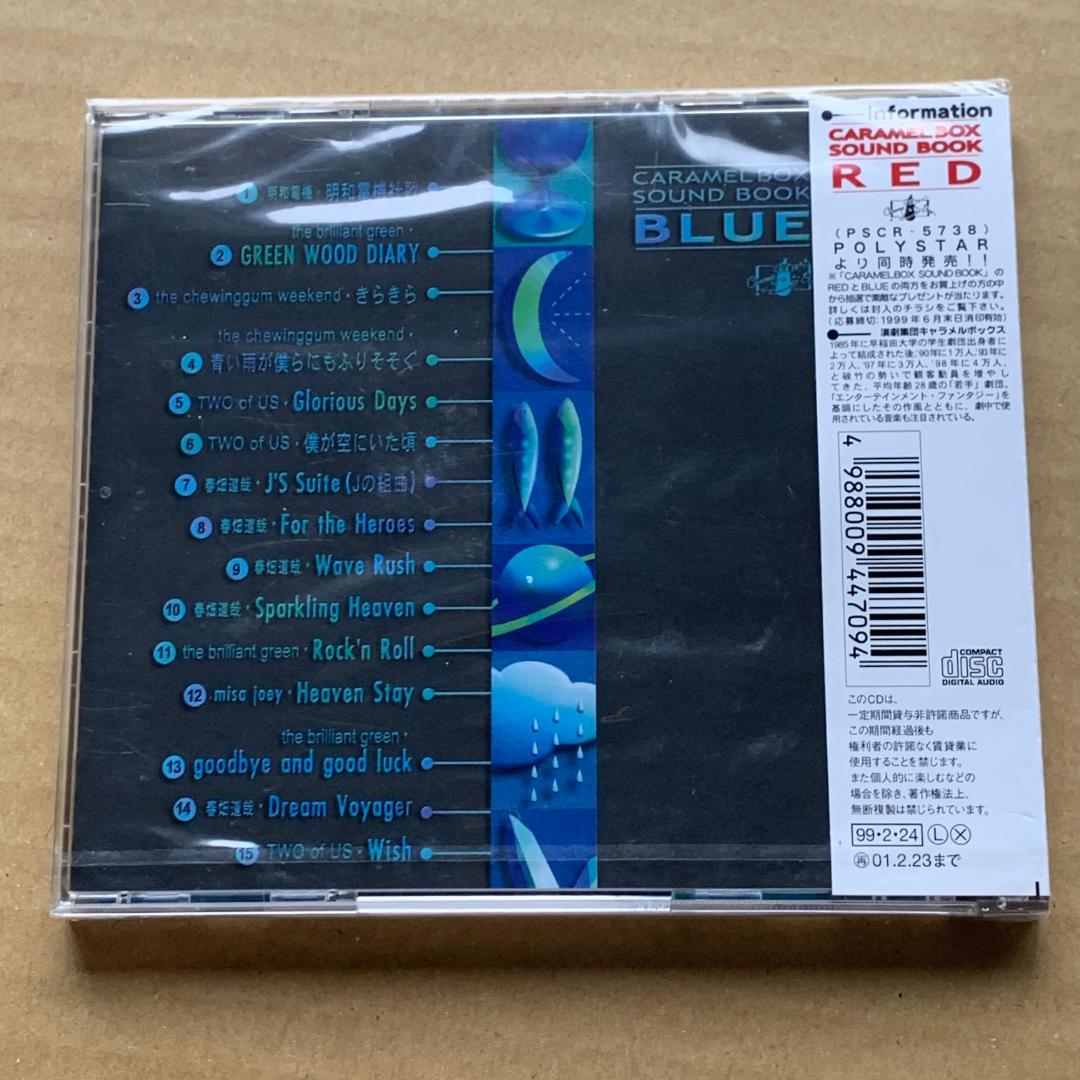 1 明和電機・明和電機社歌
the brilliant green・
2 GREEN WOOD DIARY
3 the chewinggum weekend・きらきら
the chewinggum weekend・
4 青い雨が僕らにもふりそそぐ
5 TWO of US・Glorious Days
6 TWO of US・僕が空にいた頃
7 春畑道哉・J'S Suite (Jの組曲)
8 春畑道哉・For the Heroes
9 春畑道哉・Wave Rush
10 春畑道哉・Sparkling Heaven
11 the brilliant green・Rock'n Roll
12 misa joey・Heaven Stay
the brilliant green・
13 goodbye and good luck
14 春畑道哉・Dream Voyager
15 TWO of US・Wish
CARAMEL BOX
SOUND BOOK
BLUE
Information
CARAMEL BOX
SOUND BOOK
RED
(PSCR-5738)
POLYSTAR
より同時発売!!
※「CARAMELBOX SOUND BOOK」の
REDとBLUEの両方をお買上げの方の中
から抽選で素敵なプレゼントが当たります。
詳しくは封入のチラシをご覧下さい。
(応募締切:1999年6月末日消印有効)
演劇集団キャラメルボックス
1985年に早稲田大学の学生劇団出身者に
よって結成された後、'90年に1万人、'93年に
2万人、'97年に3万人、'98年に4万人、
と破竹の勢いで観客動員を増やし
てきた、平均年齢28歳の「若手」劇団。
「エンターテインメント・ファンタジー」を
基調にしたその作風とともに、劇中で使
用されている音楽も注目されている。
4 988009 447094
COMPACT
disc
DIGITAL AUDIO
このCDは、
一定期間貸与非許諾商品ですが、
この期間経過後も
権利者の許諾なく賃貸業に
使用することを禁じます。
また個人的に楽しむなどの
場合を除き、著作権法上、
無断複製は禁じられています。
99・2・24 Ⓛ Ⓧ
㊢01.2.23まで